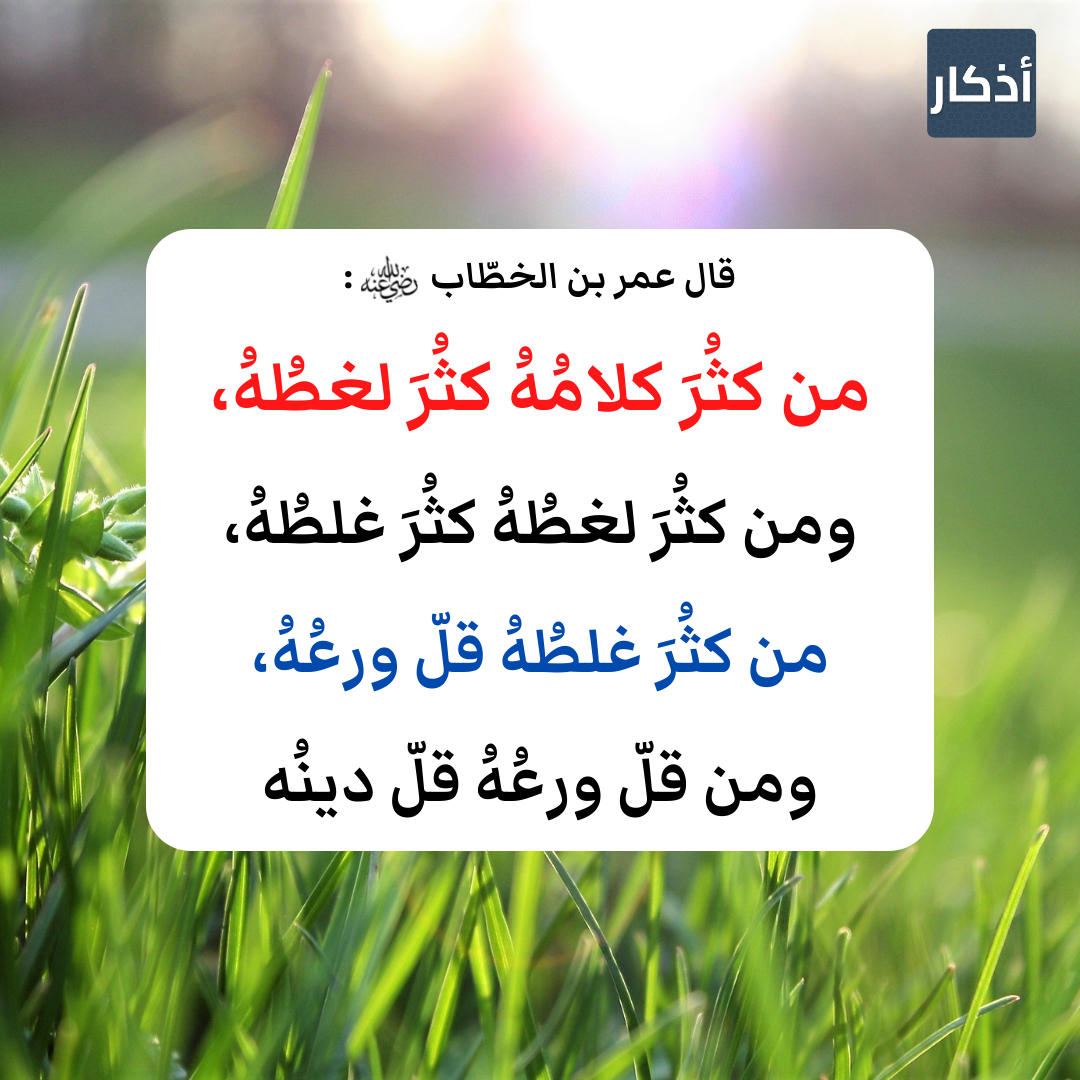 أذكار
قال عمر بن الخطّاب رضي الله عنه :
من كثُرَ كلامُهُ كثُرَ لغطُهُ،
ومن كثُرَ لغطُهُ كثُرَ غلطُهُ،
من كثُرَ غلطُهُ قلّ ورعُهُ،
ومن قلّ ورعُهُ قلّ دينُه